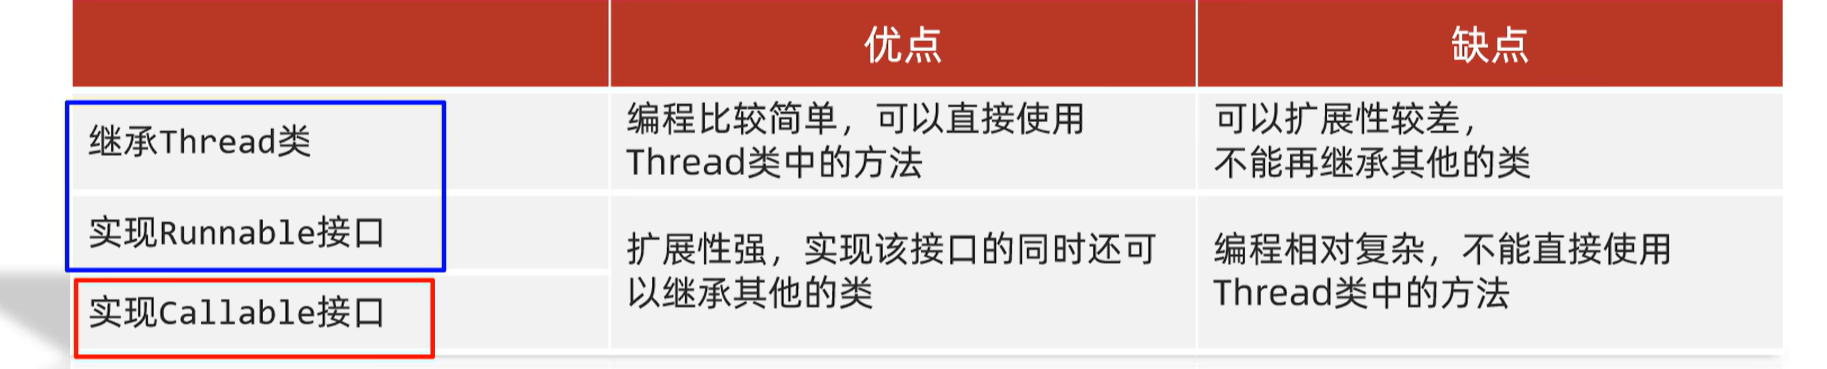 优点
缺点
继承Thread类
编程比较简单，可以直接使用
Thread类中的方法
可以扩展性较差，
不能再继承其他的类
实现Runnable接口
扩展性强，实现该接口的同时还可
以继承其他的类
编程相对复杂，不能直接使用
Thread类中的方法
实现Callable接口